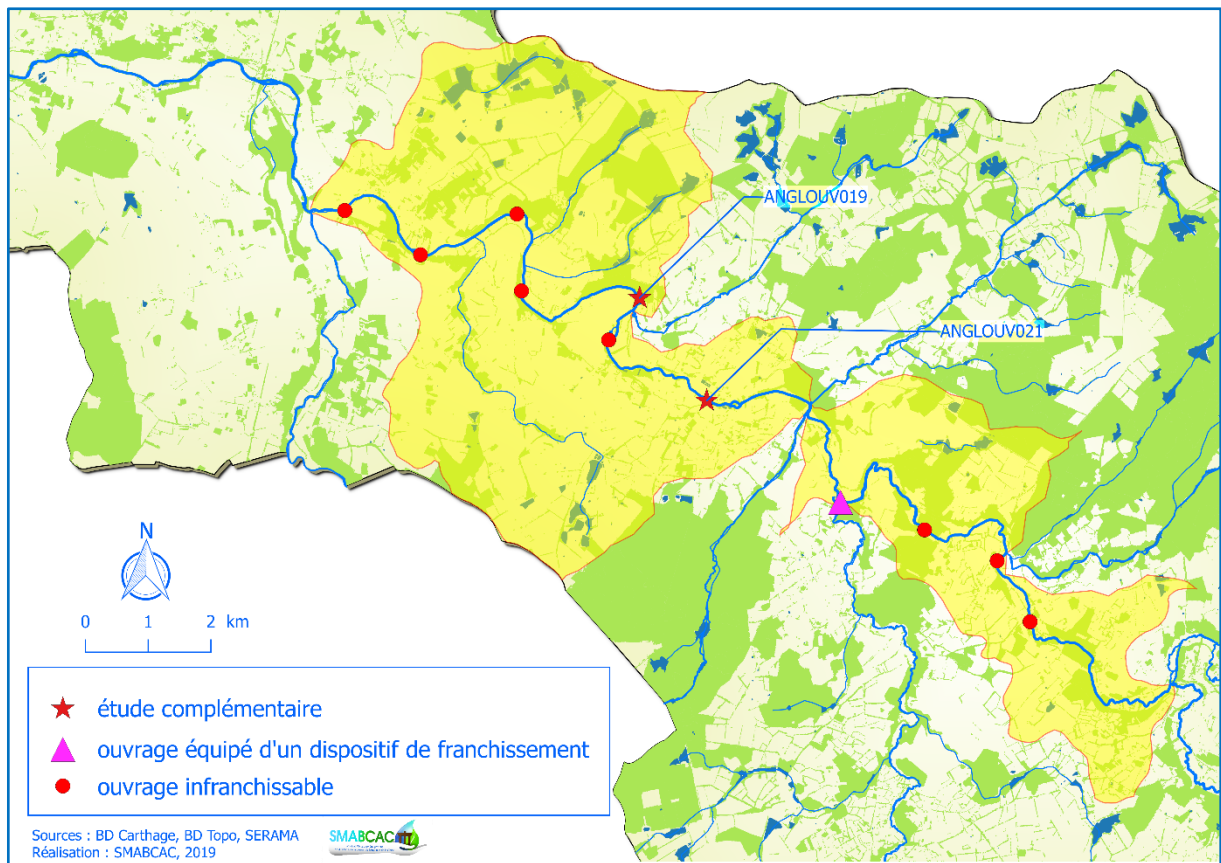 ANGLOUV019
ANGLOUV021
N
0 1 2 km
étude complémentaire
ouvrage équipé d'un dispositif de franchissement
ouvrage infranchissable
Sources : BD Carthage, BD Topo, SERAMA
Réalisation : SMABCAC, 2019
SMABCAC